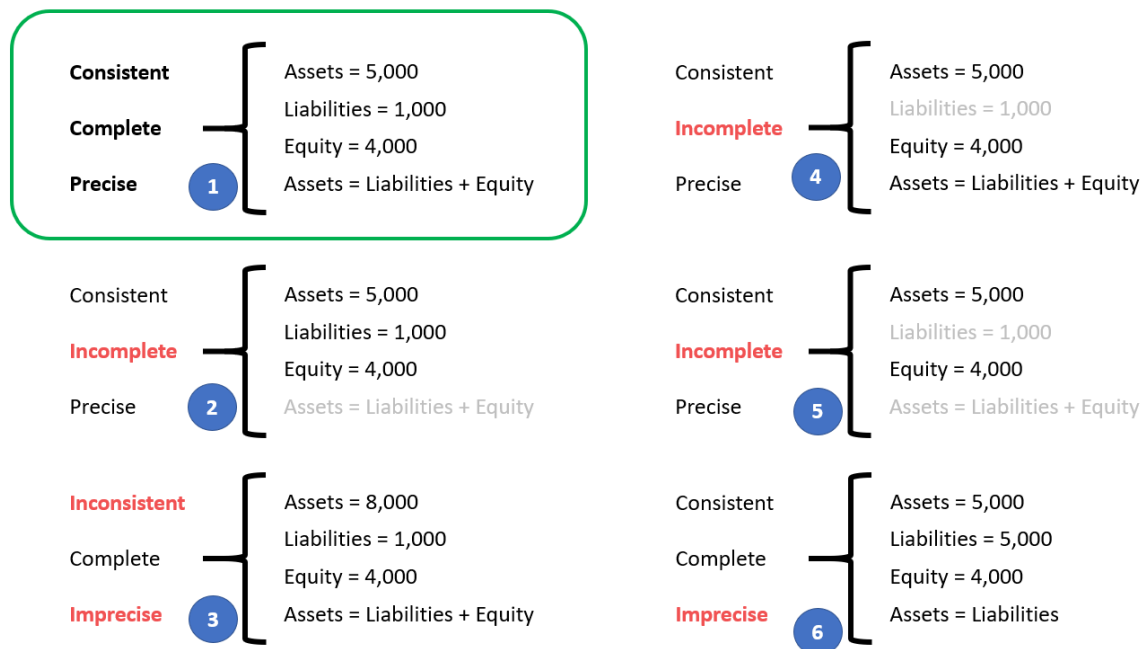 Consistent
Complete
Precise
1
Assets = 5,000
Liabilities = 1,000
Equity = 4,000
Assets = Liabilities + Equity
Consistent
Incomplete
Precise
4
Assets = 5,000
Liabilities = 1,000
Equity = 4,000
Assets = Liabilities + Equity
Consistent
Incomplete
Precise
2
Assets = 5,000
Liabilities = 1,000
Equity = 4,000
Assets = Liabilities + Equity
Consistent
Incomplete
Precise
5
Assets = 5,000
Liabilities = 1,000
Equity = 4,000
Assets = Liabilities + Equity
Inconsistent
Complete
Imprecise
3
Assets = 8,000
Liabilities = 1,000
Equity = 4,000
Assets = Liabilities + Equity
Consistent
Complete
Imprecise
6
Assets = 5,000
Liabilities = 5,000
Equity = 4,000
Assets = Liabilities